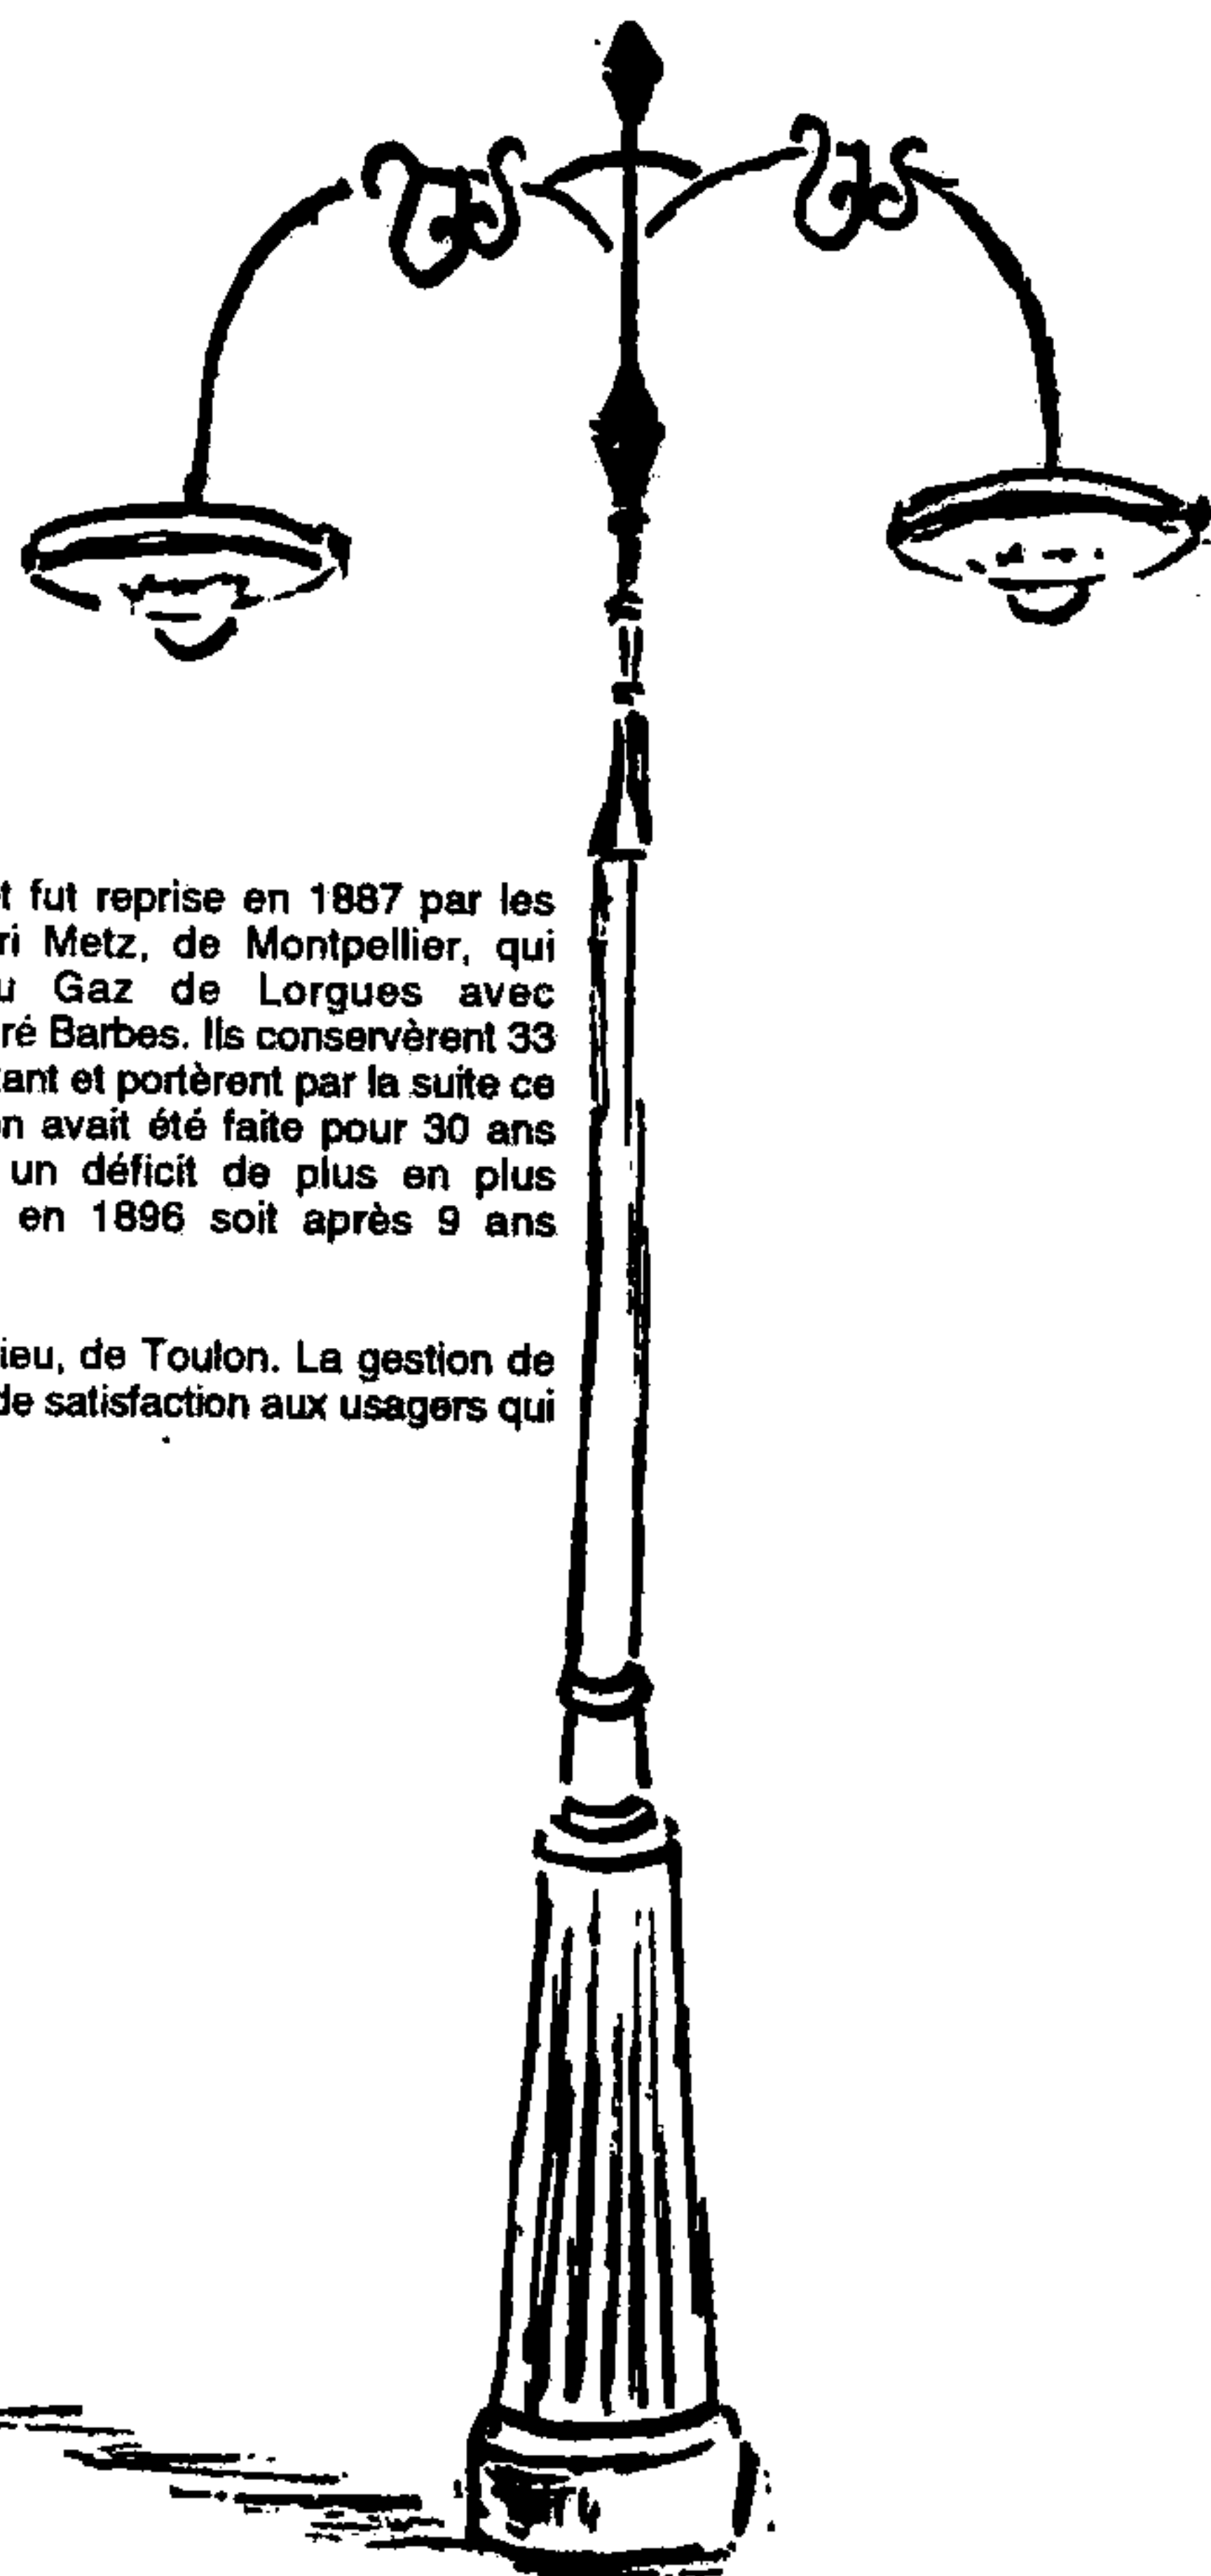 t fut reprise en 1887 par les
ri Metz, de Montpellier, qui
u Gaz de Lorgues avec
ré Barbes. Ils conservèrent 33
tant et portèrent par la suite ce
n avait été faite pour 30 ans
un déficit de plus en plus
en 1896 soit après 9 ans
ieu, de Toulon. La gestion de
de satisfaction aux usagers qui